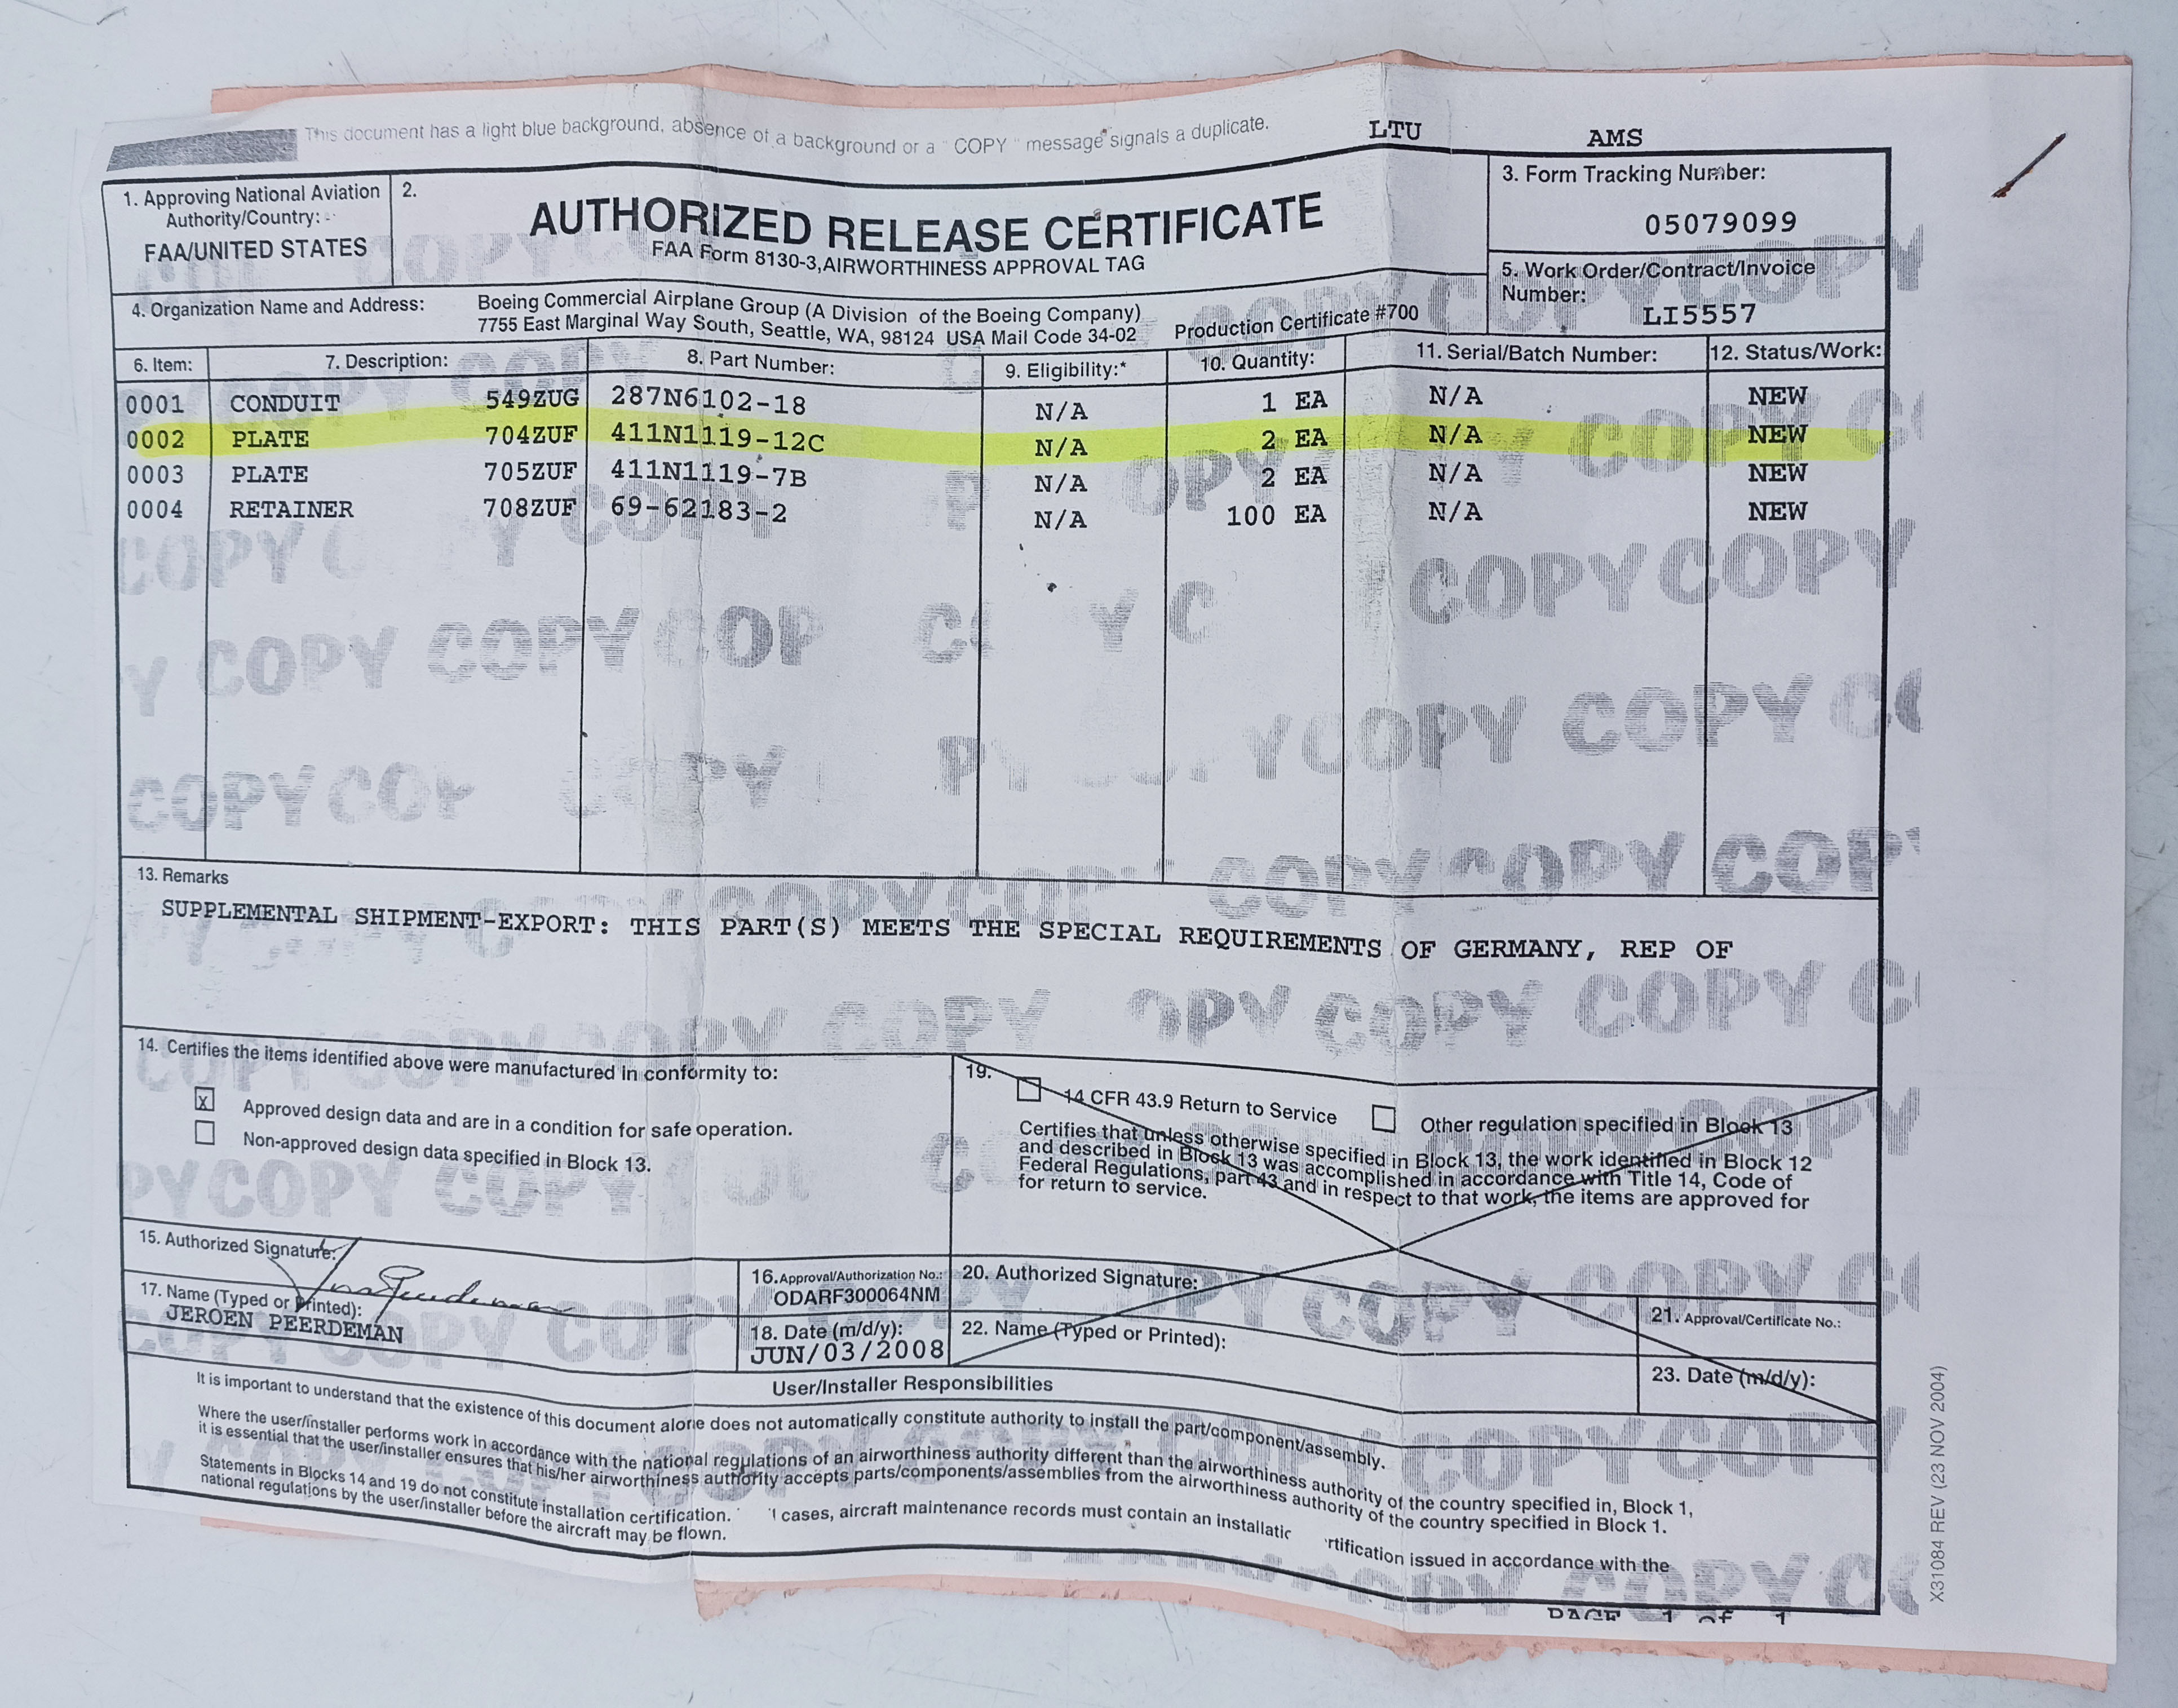 This document has a light blue background, absence of a background or a "COPY" message signals a duplicate.
LTU AMS
1. Approving National Aviation Authority/Country:
FAA/UNITED STATES
2.
AUTHORIZED RELEASE CERTIFICATE
FAA Form 8130-3,AIRWORTHINESS APPROVAL TAG
3. Form Tracking Number:
05079099
4. Organization Name and Address:
Boeing Commercial Airplane Group (A Division of the Boeing Company)
7755 East Marginal Way South, Seattle, WA, 98124 USA Mail Code 34-02
Production Certificate #700
5. Work Order/Contract/Invoice
Number:
LI5557
6. Item: 7. Description: 8. Part Number: 9. Eligibility:* 10. Quantity: 11. Serial/Batch Number: 12. Status/Work:
0001 CONDUIT 549ZUG 287N6102-18 N/A 1 EA N/A NEW
0002 PLATE 704ZUF 411N1119-12C N/A 2 EA N/A NEW
0003 PLATE 705ZUF 411N1119-7B N/A 2 EA N/A NEW
0004 RETAINER 708ZUF 69-62183-2 N/A 100 EA N/A NEW
13. Remarks
SUPPLEMENTAL SHIPMENT-EXPORT: THIS PART(S) MEETS THE SPECIAL REQUIREMENTS OF GERMANY, REP OF
14. Certifies the items identified above were manufactured in conformity to:
X Approved design data and are in a condition for safe operation.
Non-approved design data specified in Block 13.
19.
14 CFR 43.9 Return to Service
Other regulation specified in Block 13
Certifies that unless otherwise specified in Block 13, the work identified in Block 12
and described in Block 13 was accomplished in accordance with Title 14, Code of
Federal Regulations, part 43 and in respect to that work, the items are approved for
for return to service.
15. Authorized Signature:
16.Approval/Authorization No.:
ODARF300064NM
17. Name (Typed or Printed):
JEROEN PEERDEMAN
18. Date (m/d/y):
JUN/03/2008
20. Authorized Signature:
21. Approval/Certificate No.:
22. Name (Typed or Printed):
23. Date (m/d/y):
User/Installer Responsibilities
It is important to understand that the existence of this document alone does not automatically constitute authority to install the part/component/assembly.
Where the user/installer performs work in accordance with the national regulations of an airworthiness authority different than the airworthiness authority of the country specified in, Block 1,
it is essential that the user/installer ensures that his/her airworthiness authority accepts parts/components/assemblies from the airworthiness authority of the country specified in Block 1.
Statements in Blocks 14 and 19 do not constitute installation certification. cases, aircraft maintenance records must contain an issued in accordance with the
national regulations by the user/installer before the aircraft may be flown.
PAGE 1 of 1
X31084 REV (23 NOV 2004)
COPY